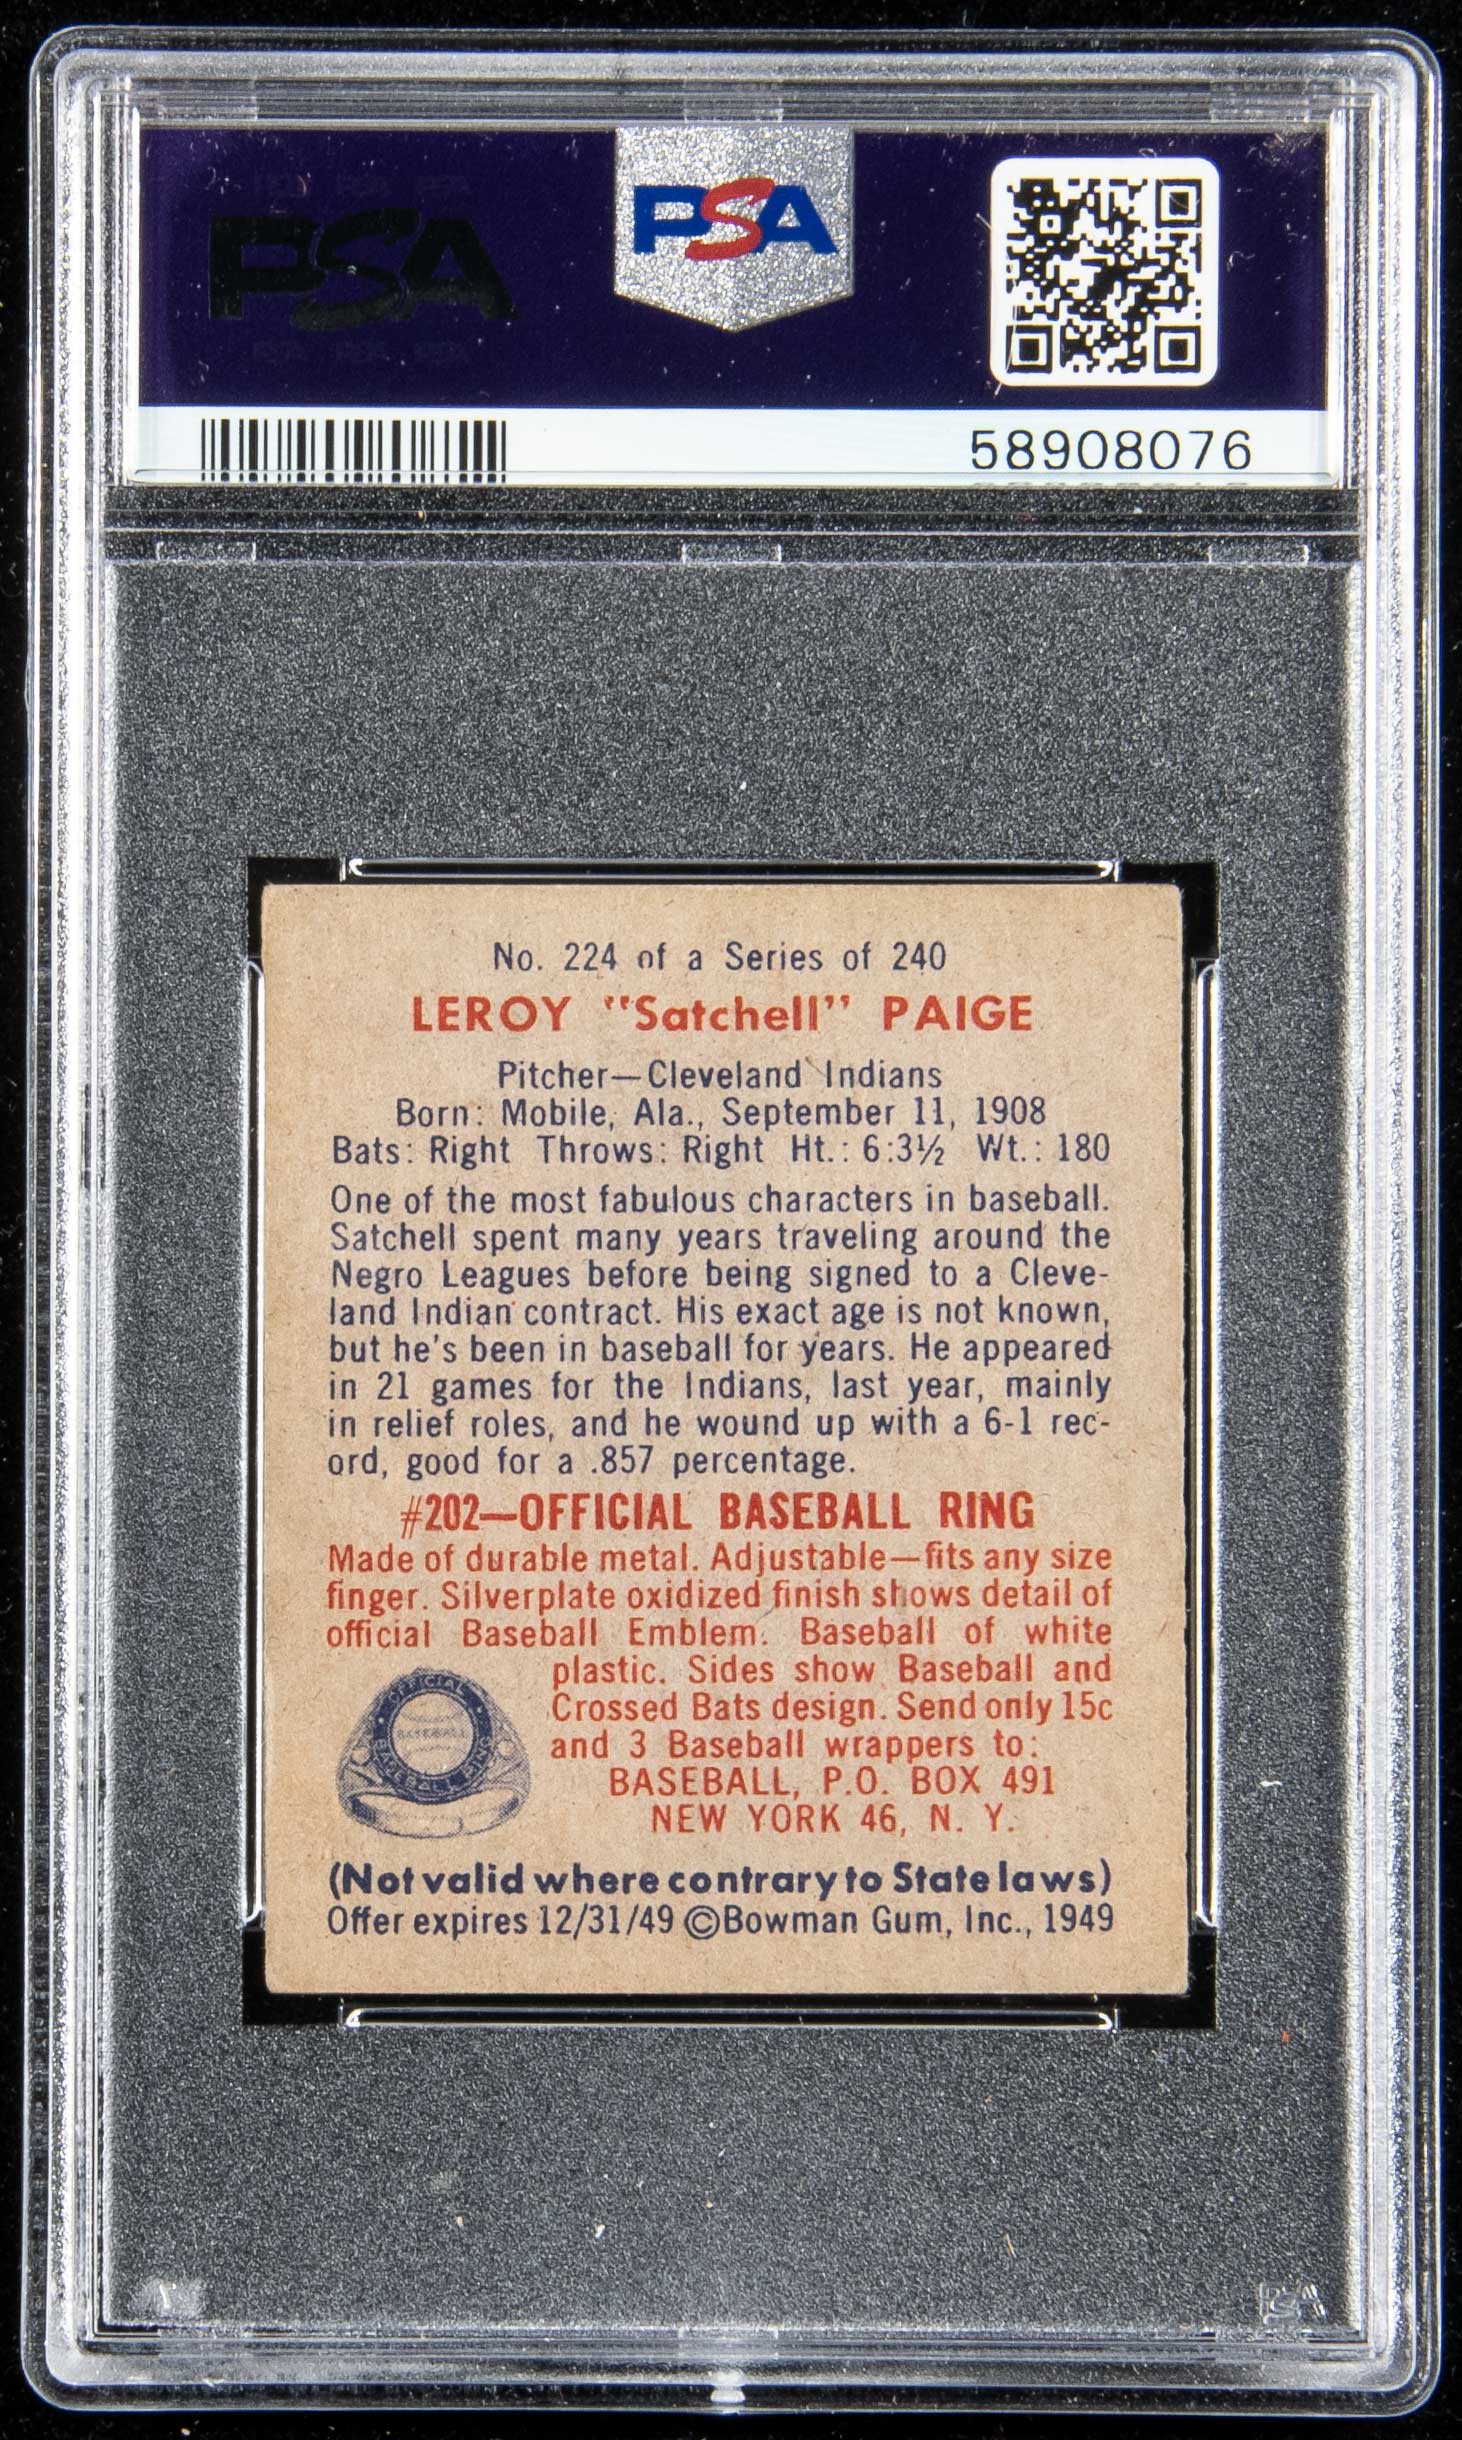 PSA
PSA
58908076
No. 224 of a Series of 240
LEROY "Satchell" PAIGE
Pitcher—Cleveland Indians
Born: Mobile, Ala., September 11, 1908
Bats: Right Throws: Right Ht.: 6:3½ Wt.: 180
One of the most fabulous characters in baseball.
Satchell spent many years traveling around the
Negro Leagues before being signed to a Cleve-
land Indian contract. His exact age is not known,
but he's been in baseball for years. He appeared
in 21 games for the Indians, last year, mainly
in relief roles, and he wound up with a 6-1 rec-
ord, good for a .857 percentage.
#202—OFFICIAL BASEBALL RING
Made of durable metal. Adjustable—fits any size
finger. Silverplate oxidized finish shows detail of
official Baseball Emblem. Baseball of white
plastic. Sides show Baseball and
Crossed Bats design. Send only 15c
and 3 Baseball wrappers to:
BASEBALL, P.O. BOX 491
NEW YORK 46, N. Y.
OFFICIAL
BASEBALL
BASEBALL RING
(Not valid where contrary to State laws)
Offer expires 12/31/49 ©Bowman Gum, Inc., 1949
PSA